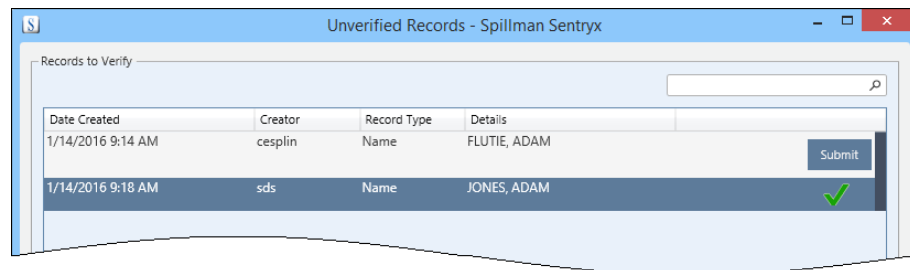 S
Unverified Records - Spillman Sentryx
Records to Verify
Date Created Creator Record Type Details
1/14/2016 9:14 AM cesplin Name FLUTIE, ADAM
Submit
1/14/2016 9:18 AM sds Name JONES, ADAM